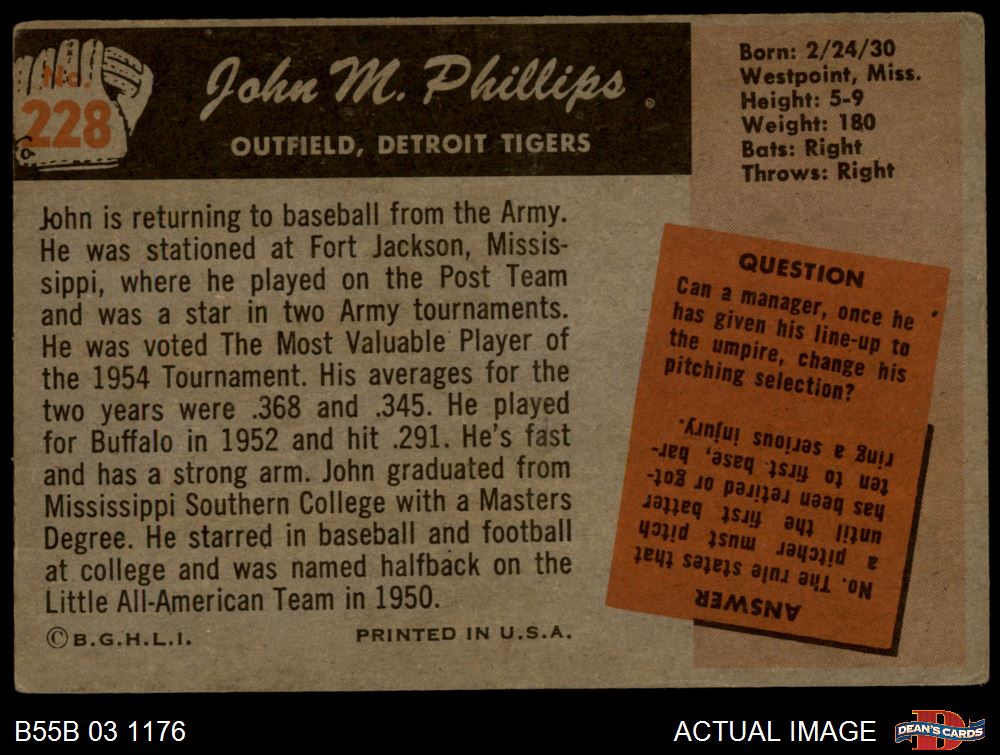 No.
228
John M. Phillips
OUTFIELD, DETROIT TIGERS
Born: 2/24/30
Westpoint, Miss.
Height: 5-9
Weight: 180
Bats: Right
Throws: Right
John is returning to baseball from the Army.
He was stationed at Fort Jackson, Missis-
sippi, where he played on the Post Team
and was a star in two Army tournaments.
He was voted The Most Valuable Player of
the 1954 Tournament. His averages for the
two years were .368 and .345. He played
for Buffalo in 1952 and hit .291. He's fast
and has a strong arm. John graduated from
Mississippi Southern College with a Masters
Degree. He starred in baseball and football
at college and was named halfback on the
Little All-American Team in 1950.
©B.G.H.L.I. PRINTED IN U.S.A.
QUESTION
Can a manager, once he
has given his line-up to
the umpire, change his
pitching selection?
ANSWER
No. The rule states that
a pitcher must pitch
until the first batter
has been retired or got-
ten to first base, bar-
ring a serious injury.
B55B 03 1176
ACTUAL IMAGE
D
DEAN'S CARDS